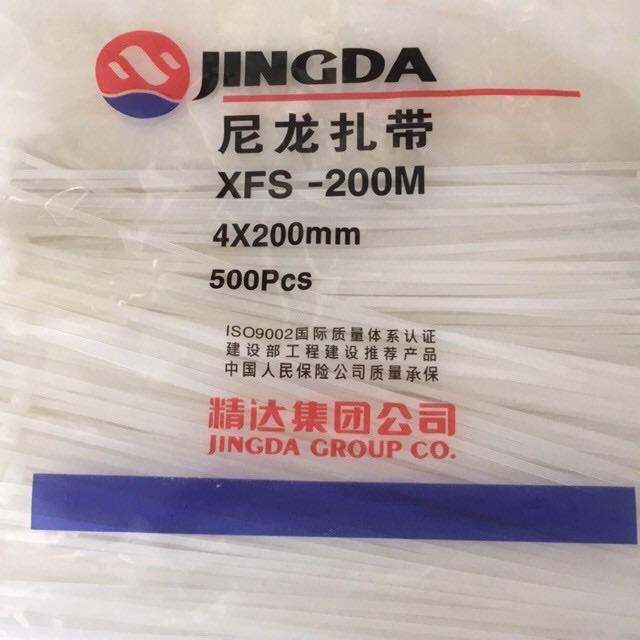 JINGDA
尼龙扎带
XFS -200M
4X200mm
500Pcs
ISO9002国际质量体系认证
建设部工程建设推荐产品
中国人民保险公司质量承保
精达集团公司
JINGDA GROUP CO.